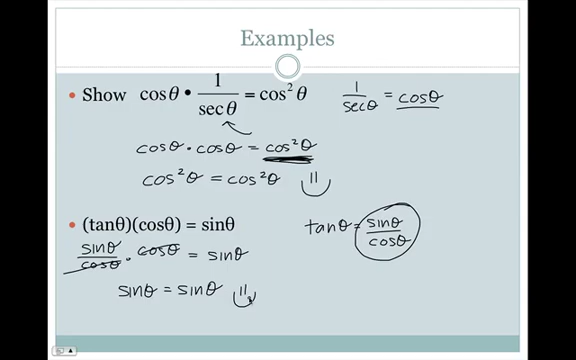 Examples
• Show cosθ • 1/secθ = cos²θ
1/secθ = cosθ
cosθ · cosθ = cos²θ
cos²θ = cos²θ
• (tanθ)(cosθ) = sinθ
tanθ = sinθ/cosθ
sinθ/cosθ · cosθ = sinθ
sinθ = sinθ